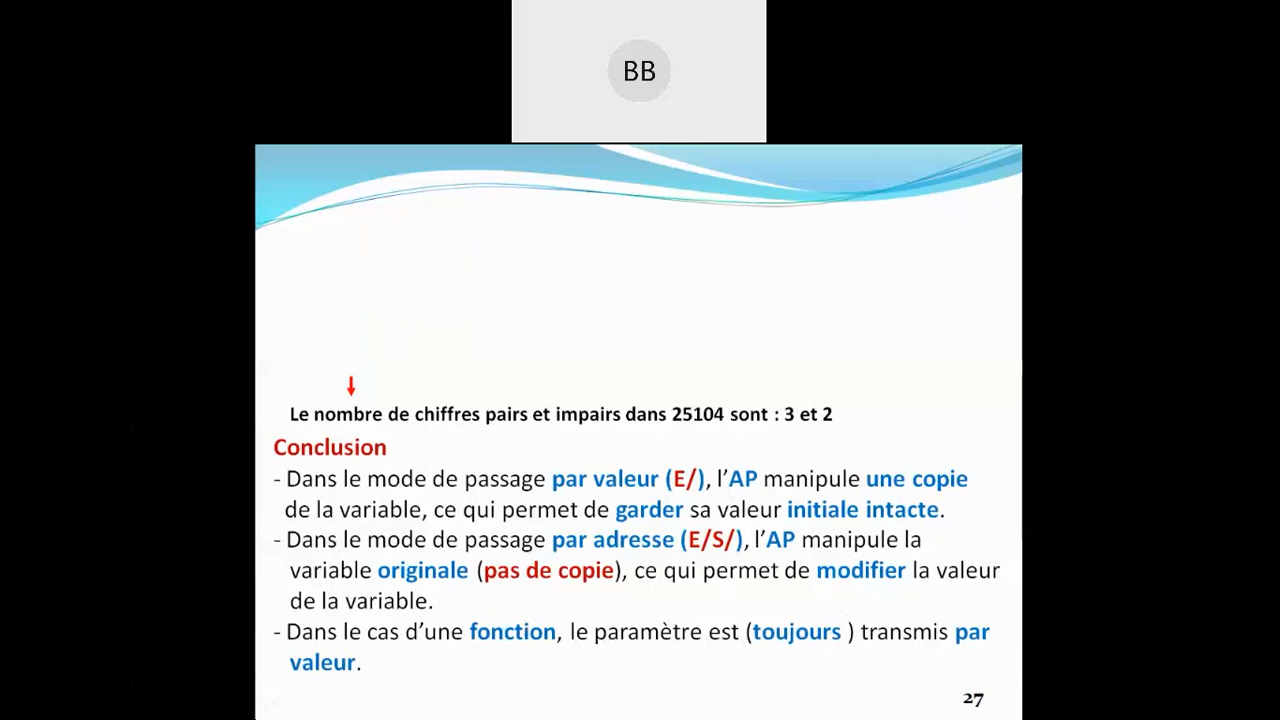 BB
Le nombre de chiffres pairs et impairs dans 25104 sont : 3 et 2
Conclusion
- Dans le mode de passage par valeur (E/), l’AP manipule une copie
de la variable, ce qui permet de garder sa valeur initiale intacte.
- Dans le mode de passage par adresse (E/S/), l’AP manipule la
variable originale (pas de copie), ce qui permet de modifier la valeur
de la variable.
- Dans le cas d’une fonction, le paramètre est (toujours ) transmis par
valeur.
27